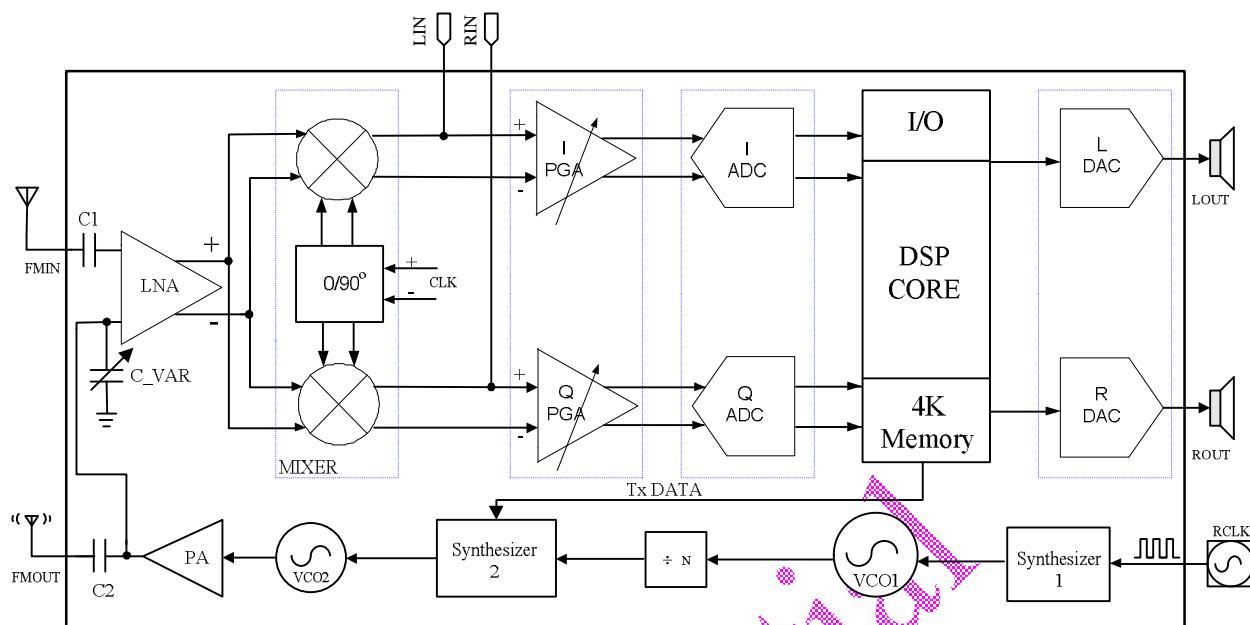 LIN
RIN
I/O
+
I
PGA
-
I
ADC
L
DAC
LOUT
C1
FMIN
+
LNA
-
0/90°
+
CLK
-
DSP
CORE
C_VAR
+
Q
PGA
-
Q
ADC
4K
Memory
R
DAC
ROUT
MIXER
Tx DATA
FMOUT
C2
PA
VCO2
Synthesizer
2
÷ N
VCO1
Synthesizer
1
RCLK